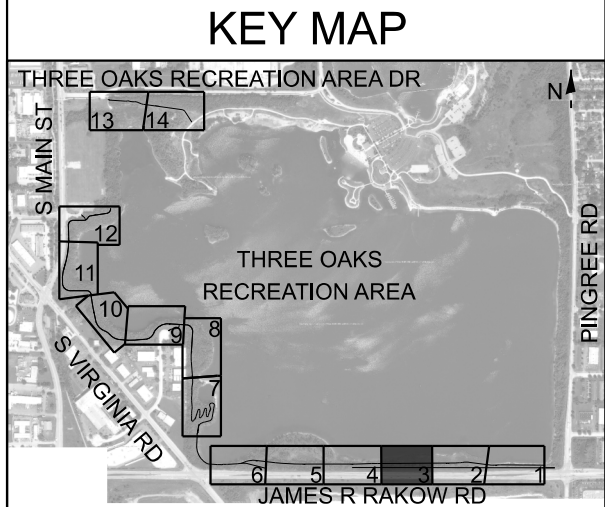 KEY MAP
THREE OAKS RECREATION AREA DR
N
S MAIN ST
13
14
12
THREE OAKS
RECREATION AREA
PINGREE RD
11
10
9
8
7
S VIRGINIA RD
6
5
4
3
2
1
JAMES R RAKOW RD